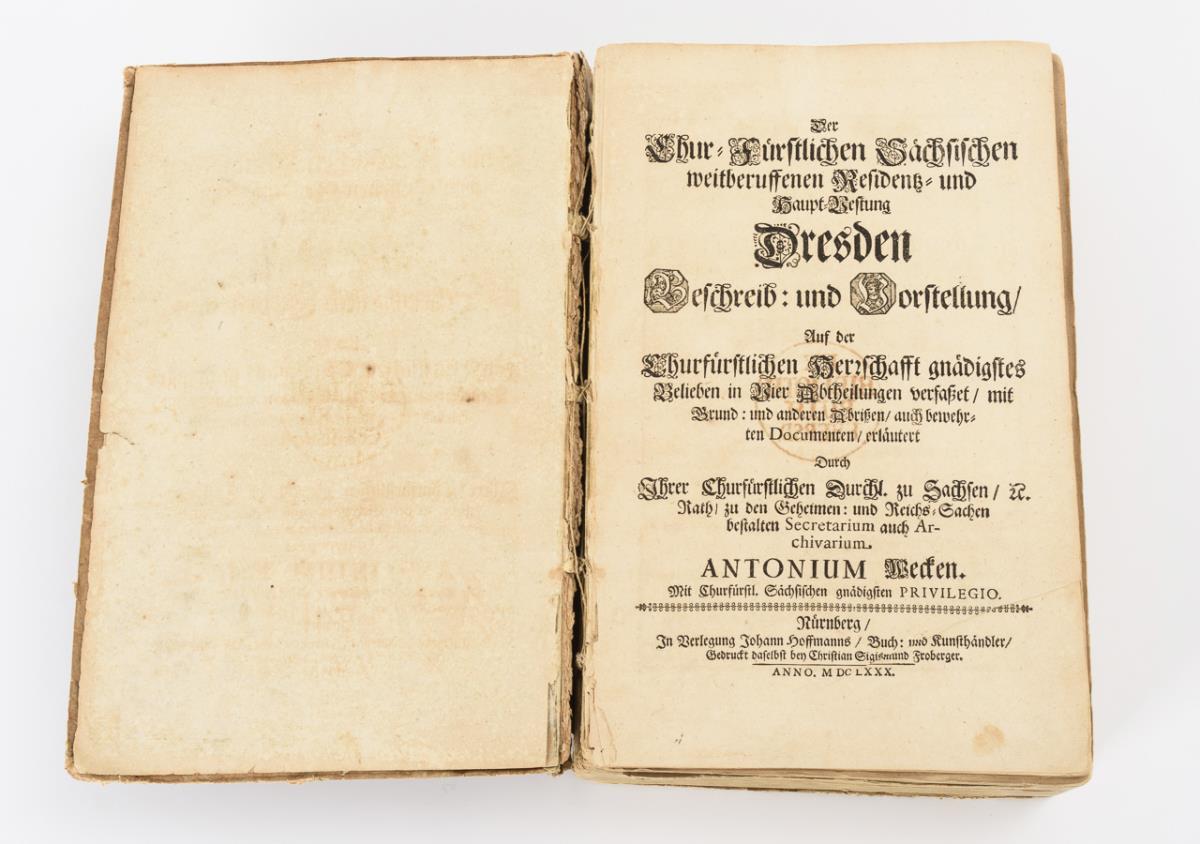 Der
Chur-Fürstlichen Sächsischen
weitberuffenen Residentz- und
Haupt-Vestung
Dresden
Beschreib: und Vorstellung/
Auf der
Churfürstlichen Herrschafft gnädigstes
Belieben in Vier Abtheilungen verfaßet/ mit
Grund: und anderen Abrißen/ auch bewehr-
ten Documenten/ erläutert
Durch
Ihrer Churfürstlichen Durchl. zu Sachsen/ ꝛc.
Rath/ zu den Geheimen: und Reichs-Sachen
bestalten Secretarium auch Ar-
chivarium.
ANTONIUM Wecken.
Mit Churfürstl. Sächsischen gnädigsten PRIVILEGIO.
Nürnberg/
In Verlegung Johann Hoffmanns/ Buch: und Kunsthändler/
Gedruckt daselbst bey Christian Sigismund Froberger.
ANNO. M DC LXXX.